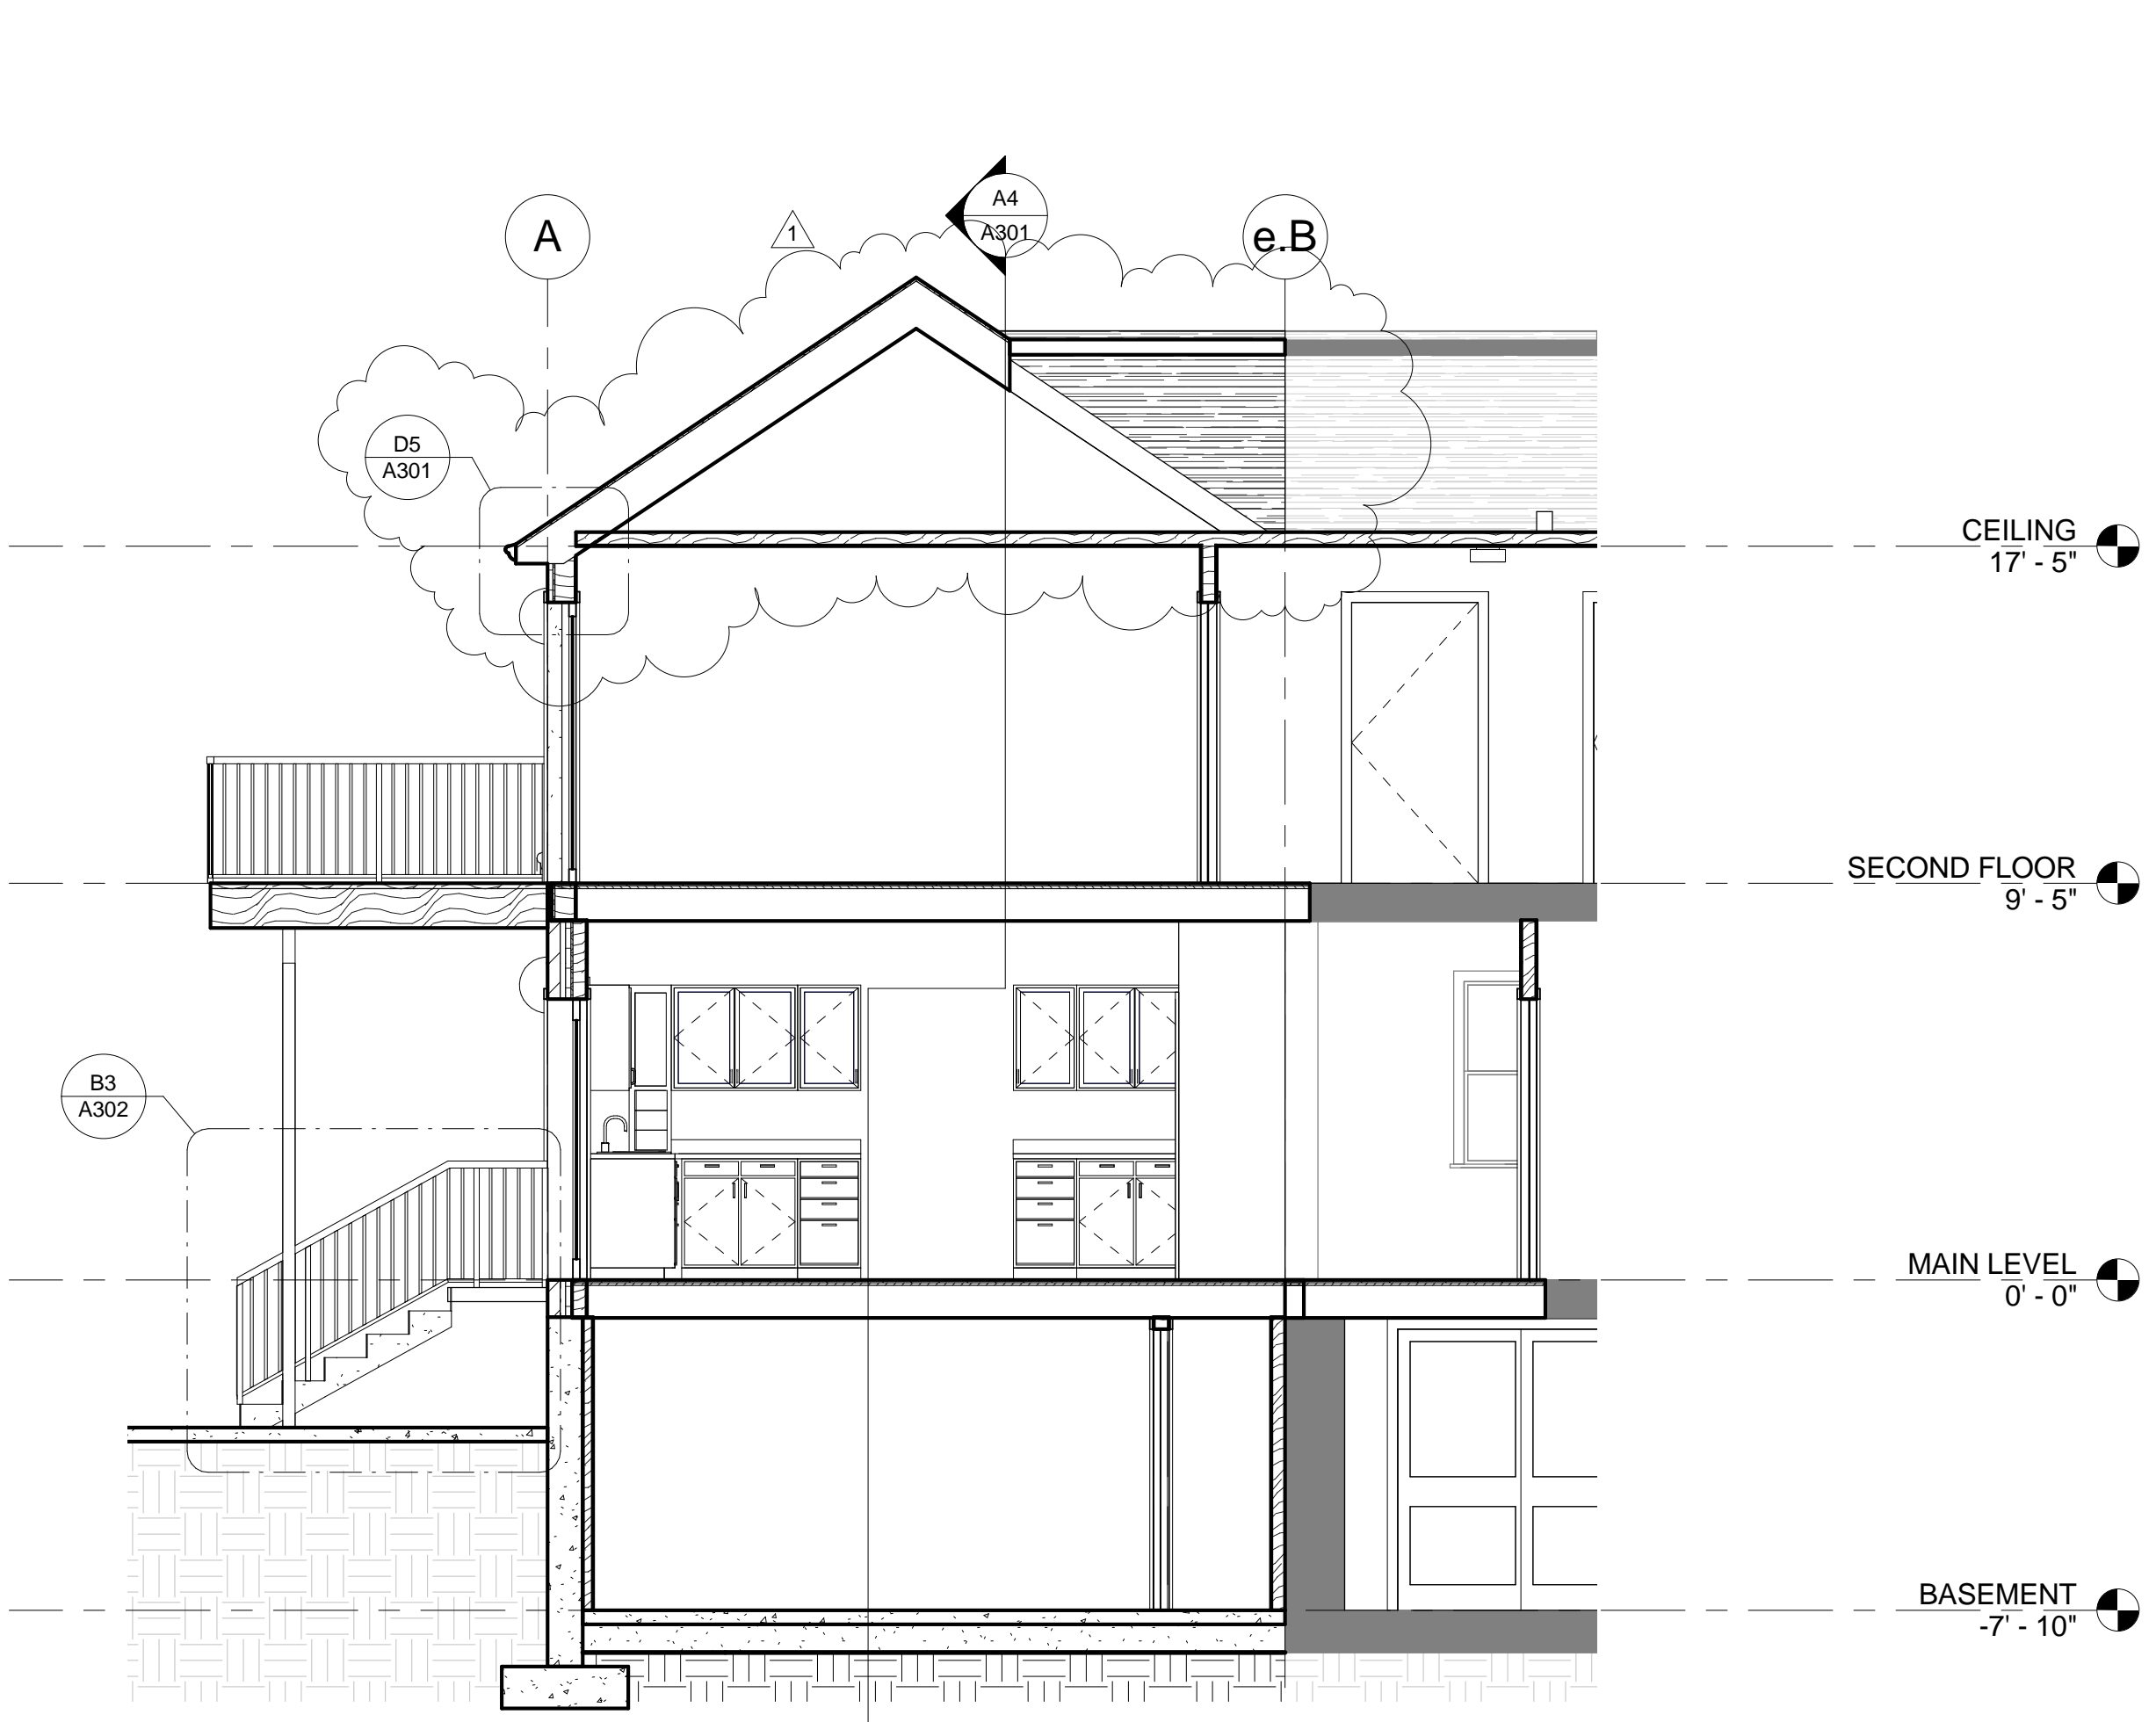 A4
A301
A
1
e.B
D5
A301
CEILING
17' - 5"
SECOND FLOOR
9' - 5"
B3
A302
MAIN LEVEL
0' - 0"
BASEMENT
-7' - 10"